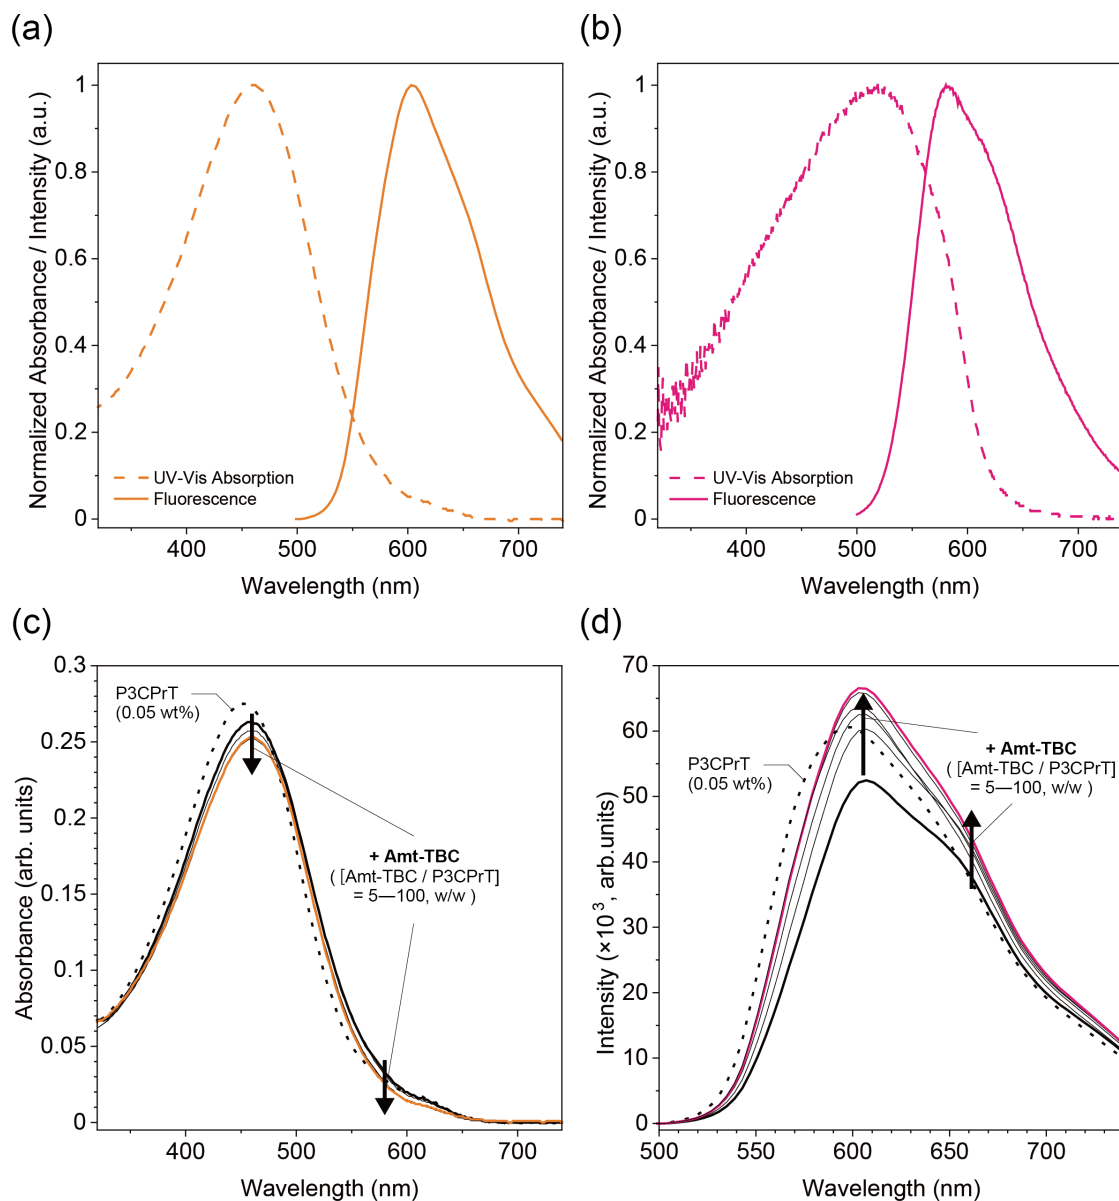 (a)
(b)
Normalized Absorbance / Intensity (a.u.)
1
0.8
0.6
0.4
0.2
0
UV-Vis Absorption
Fluorescence
400
500
600
700
Wavelength (nm)
Normalized Absorbance / Intensity (a.u.)
1
0.8
0.6
0.4
0.2
0
UV-Vis Absorption
Fluorescence
400
500
600
700
Wavelength (nm)
(c)
(d)
Absorbance (arb. units)
0.3
0.25
0.2
0.15
0.1
0.05
0
P3CPrT
(0.05 wt%)
+ Amt-TBC
( [Amt-TBC / P3CPrT]
= 5—100, w/w )
400
500
600
700
Wavelength (nm)
Intensity (×10³, arb.units)
70
60
50
40
30
20
10
0
P3CPrT
(0.05 wt%)
+ Amt-TBC
( [Amt-TBC / P3CPrT]
= 5—100, w/w )
500
550
600
650
700
Wavelength (nm)